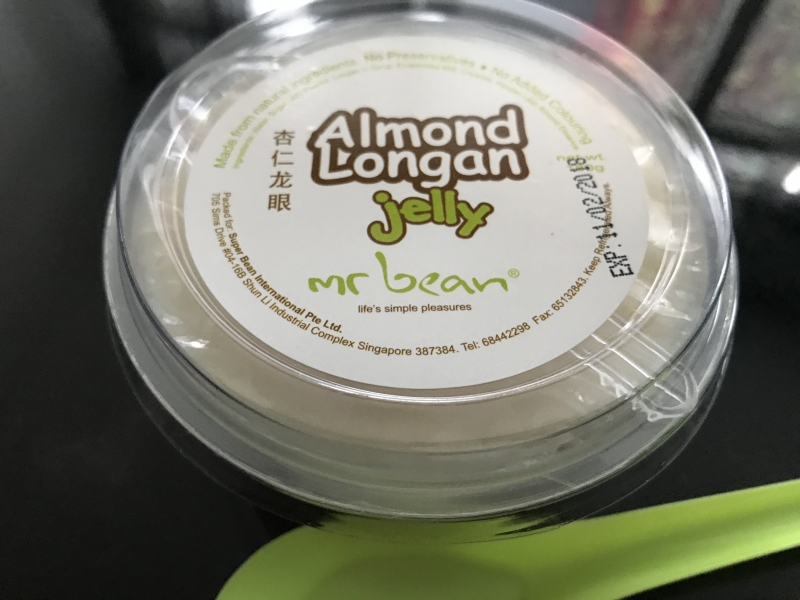 Made from natural ingredients. No Preservatives • No Added Colouring
杏仁龙眼
Almond
Longan
jelly
mr bean®
life's simple pleasures
EXP: 11/02/2018
Packed for: Super Bean International Pte Ltd.
705 Sims Drive #04-16B Shun Li Industrial Complex Singapore 387384. Tel: 68442298 Fax: 65132843. Keep